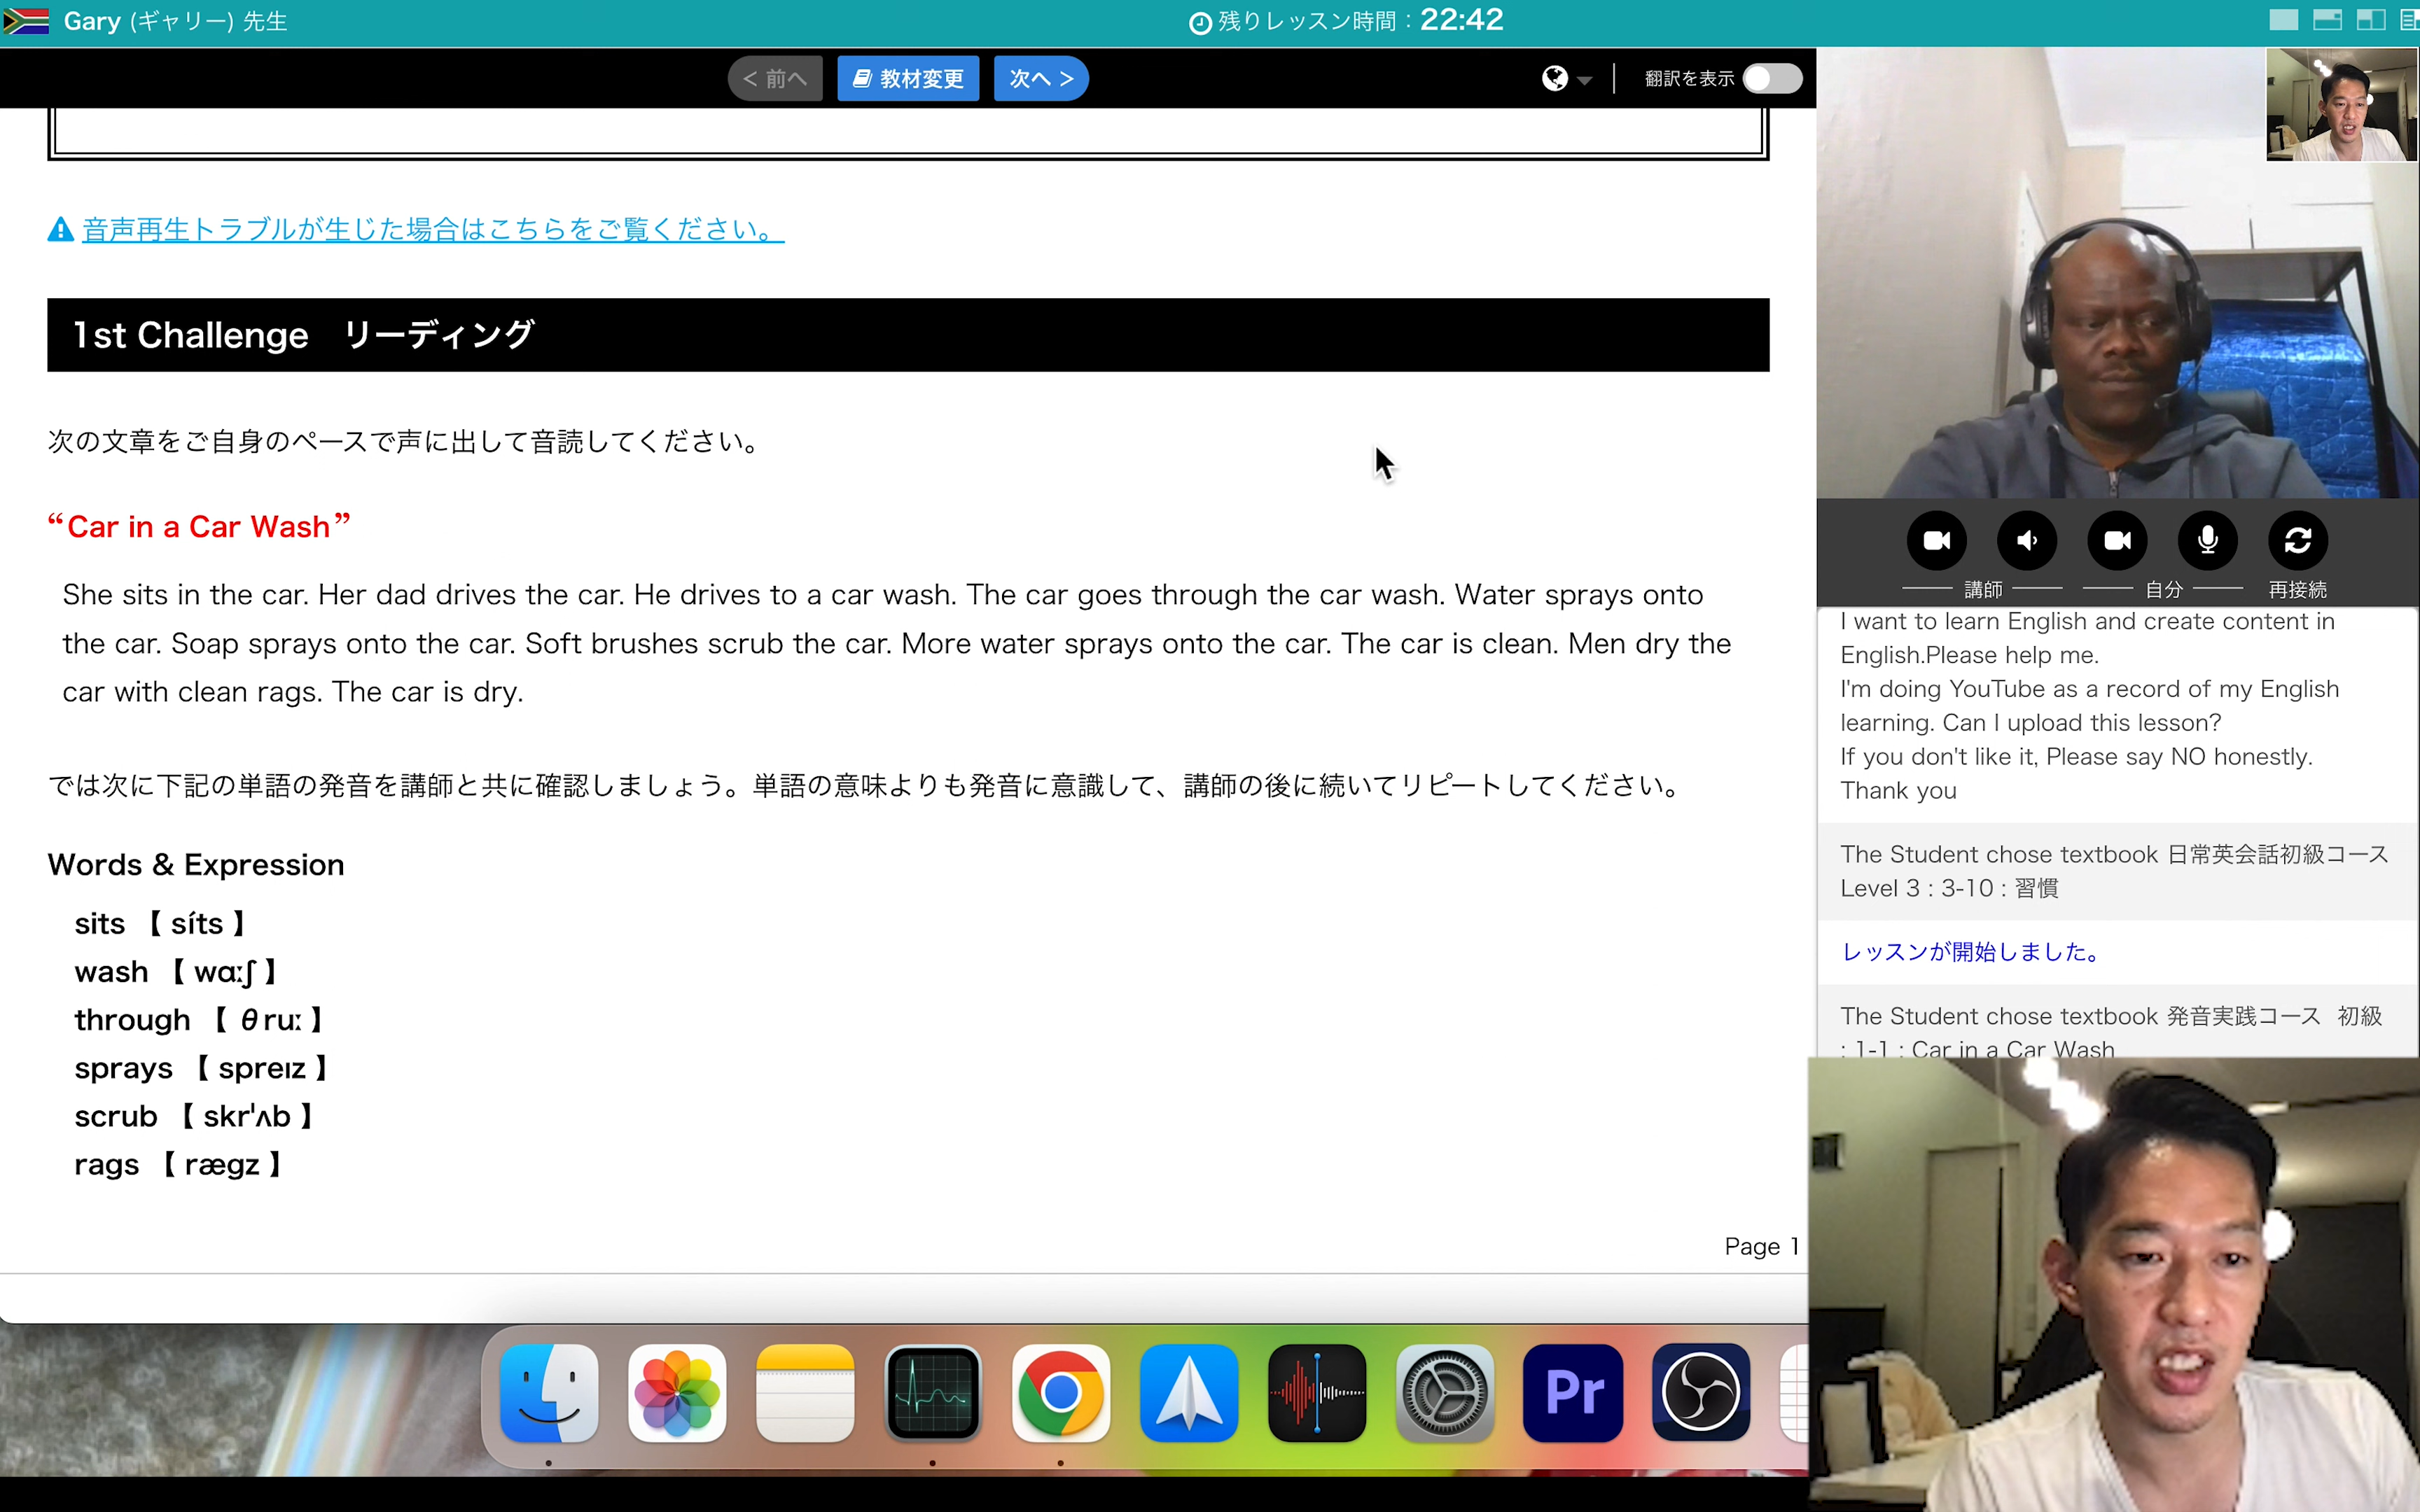 Gary (ギャリー) 先生
残りレッスン時間：22:42
< 前へ
教材変更
次へ >
翻訳を表示
音声再生トラブルが生じた場合はこちらをご覧ください。
1st Challenge　リーディング
次の文章をご自身のペースで声に出して音読してください。
“Car in a Car Wash”
She sits in the car. Her dad drives the car. He drives to a car wash. The car goes through the car wash. Water sprays onto
the car. Soap sprays onto the car. Soft brushes scrub the car. More water sprays onto the car. The car is clean. Men dry the
car with clean rags. The car is dry.
では次に下記の単語の発音を講師と共に確認しましょう。単語の意味よりも発音に意識して、講師の後に続いてリピートしてください。
Words & Expression
sits 【 síts 】
wash 【 wɑːʃ 】
through 【 θruː 】
sprays 【 spreɪz 】
scrub 【 skr'ʌb 】
rags 【 rægz 】
Page 1
講師
自分
再接続
I want to learn English and create content in
English.Please help me.
I'm doing YouTube as a record of my English
learning. Can I upload this lesson?
If you don't like it, Please say NO honestly.
Thank you
The Student chose textbook 日常英会話初級コース
Level 3 : 3-10 : 習慣
レッスンが開始しました。
The Student chose textbook 発音実践コース 初級
: 1-1 : Car in a Car Wash
Pr